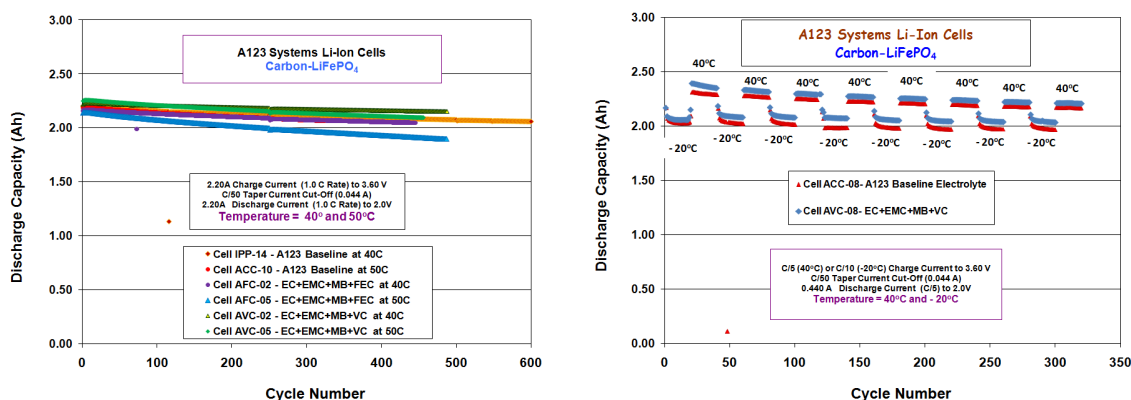 A123 Systems Li-Ion Cells
Carbon-LiFePO4
3.00
2.50
2.00
1.50
1.00
0.50
0.00
Discharge Capacity (Ah)
2.20A Charge Current (1.0 C Rate) to 3.60 V
C/50 Taper Current Cut-Off (0.044 A)
2.20A Discharge Current (1.0 C Rate) to 2.0V
Temperature = 40° and 50°C
Cell IPP-14 - A123 Baseline at 40C
Cell ACC-10 - A123 Baseline at 50C
Cell AFC-02 - EC+EMC+MB+FEC at 40C
Cell AFC-05 - EC+EMC+MB+FEC at 50C
Cell AVC-02 - EC+EMC+MB+VC at 40C
Cell AVC-05 - EC+EMC+MB+VC at 50C
0 100 200 300 400 500 600
Cycle Number
A123 Systems Li-Ion Cells
Carbon-LiFePO4
3.00
2.50
2.00
1.50
1.00
0.50
0.00
Discharge Capacity (Ah)
40°C 40°C 40°C 40°C 40°C 40°C 40°C 40°C
- 20°C - 20°C - 20°C - 20°C - 20°C - 20°C - 20°C - 20°C
Cell ACC-08- A123 Baseline Electrolyte
Cell AVC-08- EC+EMC+MB+VC
C/5 (40°C) or C/10 (-20°C) Charge Current to 3.60 V
C/50 Taper Current Cut-Off (0.044 A)
0.440 A Discharge Current (C/5) to 2.0V
Temperature = 40°C and - 20°C
0 50 100 150 200 250 300 350
Cycle Number